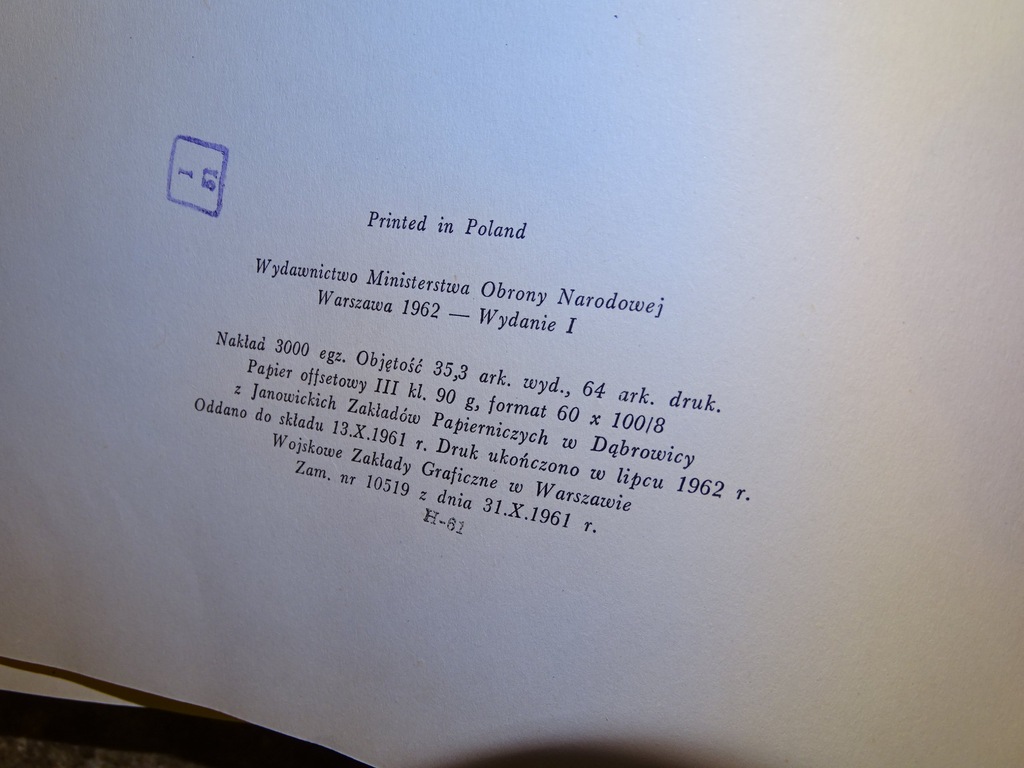 Printed in Poland
Wydawnictwo Ministerstwa Obrony Narodowej
Warszawa 1962 — Wydanie I
Nakład 3000 egz. Objętość 35,3 ark. wyd., 64 ark. druk.
Papier offsetowy III kl. 90 g, format 60 x 100/8
z Janowickich Zakładów Papierniczych w Dąbrowicy
Oddano do składu 13.X.1961 r. Druk ukończono w lipcu 1962 r.
Wojskowe Zakłady Graficzne w Warszawie
Zam. nr 10519 z dnia 31.X.1961 r.
H-61